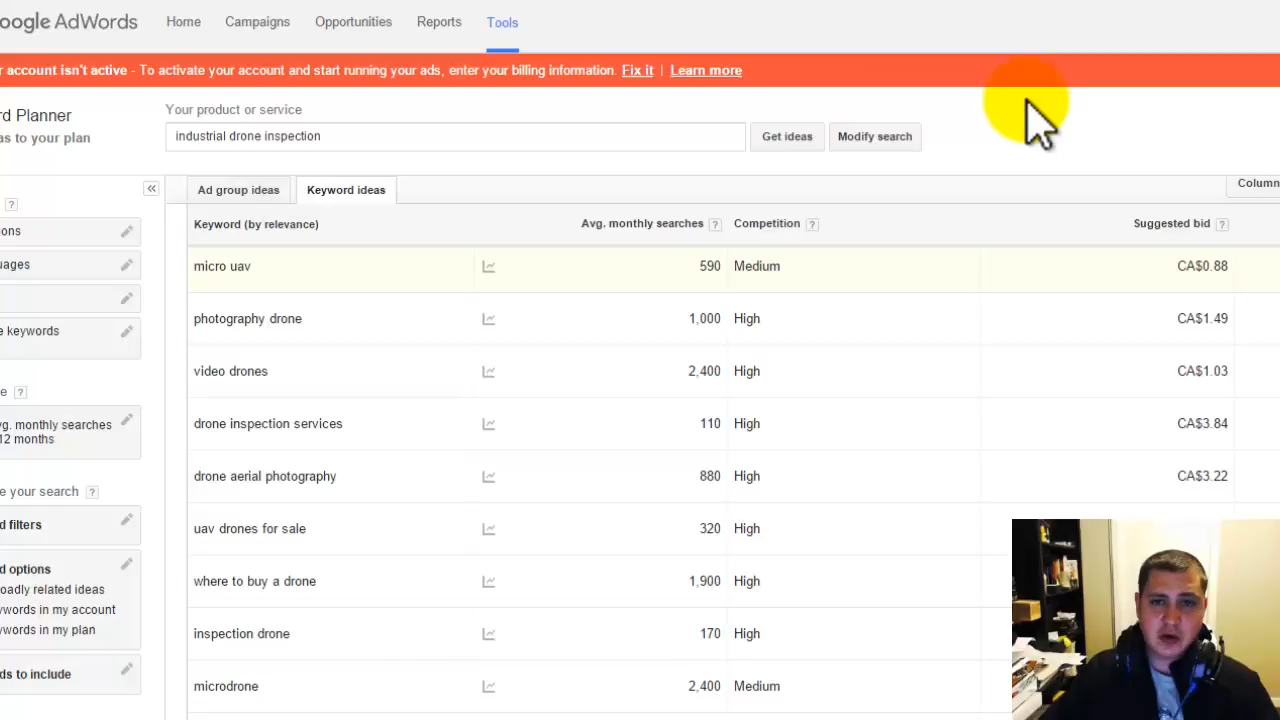 oogle AdWords Home Campaigns Opportunities Reports Tools
r account isn't active - To activate your account and start running your ads, enter your billing information. Fix it | Learn more
rd Planner
as to your plan
Your product or service
industrial drone inspection Get ideas Modify search
« Ad group ideas Keyword ideas Column
Keyword (by relevance) Avg. monthly searches ? Competition ? Suggested bid ?
micro uav 590 Medium CA$0.88
photography drone 1,000 High CA$1.49
video drones 2,400 High CA$1.03
drone inspection services 110 High CA$3.84
drone aerial photography 880 High CA$3.22
uav drones for sale 320 High
where to buy a drone 1,900 High
inspection drone 170 High
microdrone 2,400 Medium
?
ons
uages
e keywords
e ?
vg. monthly searches
12 months
e your search ?
d filters
d options
oadly related ideas
ywords in my account
ywords in my plan
ds to include